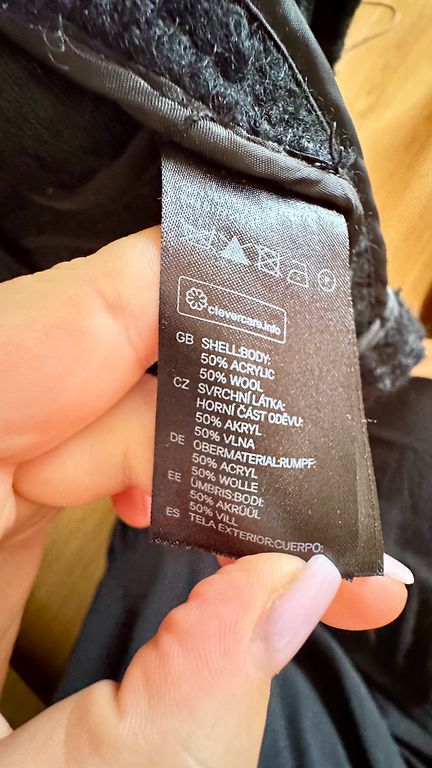 clevercare.info
GB SHELL:BODY:
50% ACRYLIC
50% WOOL
CZ SVRCHNÍ LÁTKA:
HORNÍ ČÁST ODĚVU:
50% AKRYL
50% VLNA
DE OBERMATERIAL:RUMPF:
50% ACRYL
50% WOLLE
EE ÜMBRIS:BODI:
50% AKRÜÜL
50% VILL
ES TELA EXTERIOR:CUERPO: